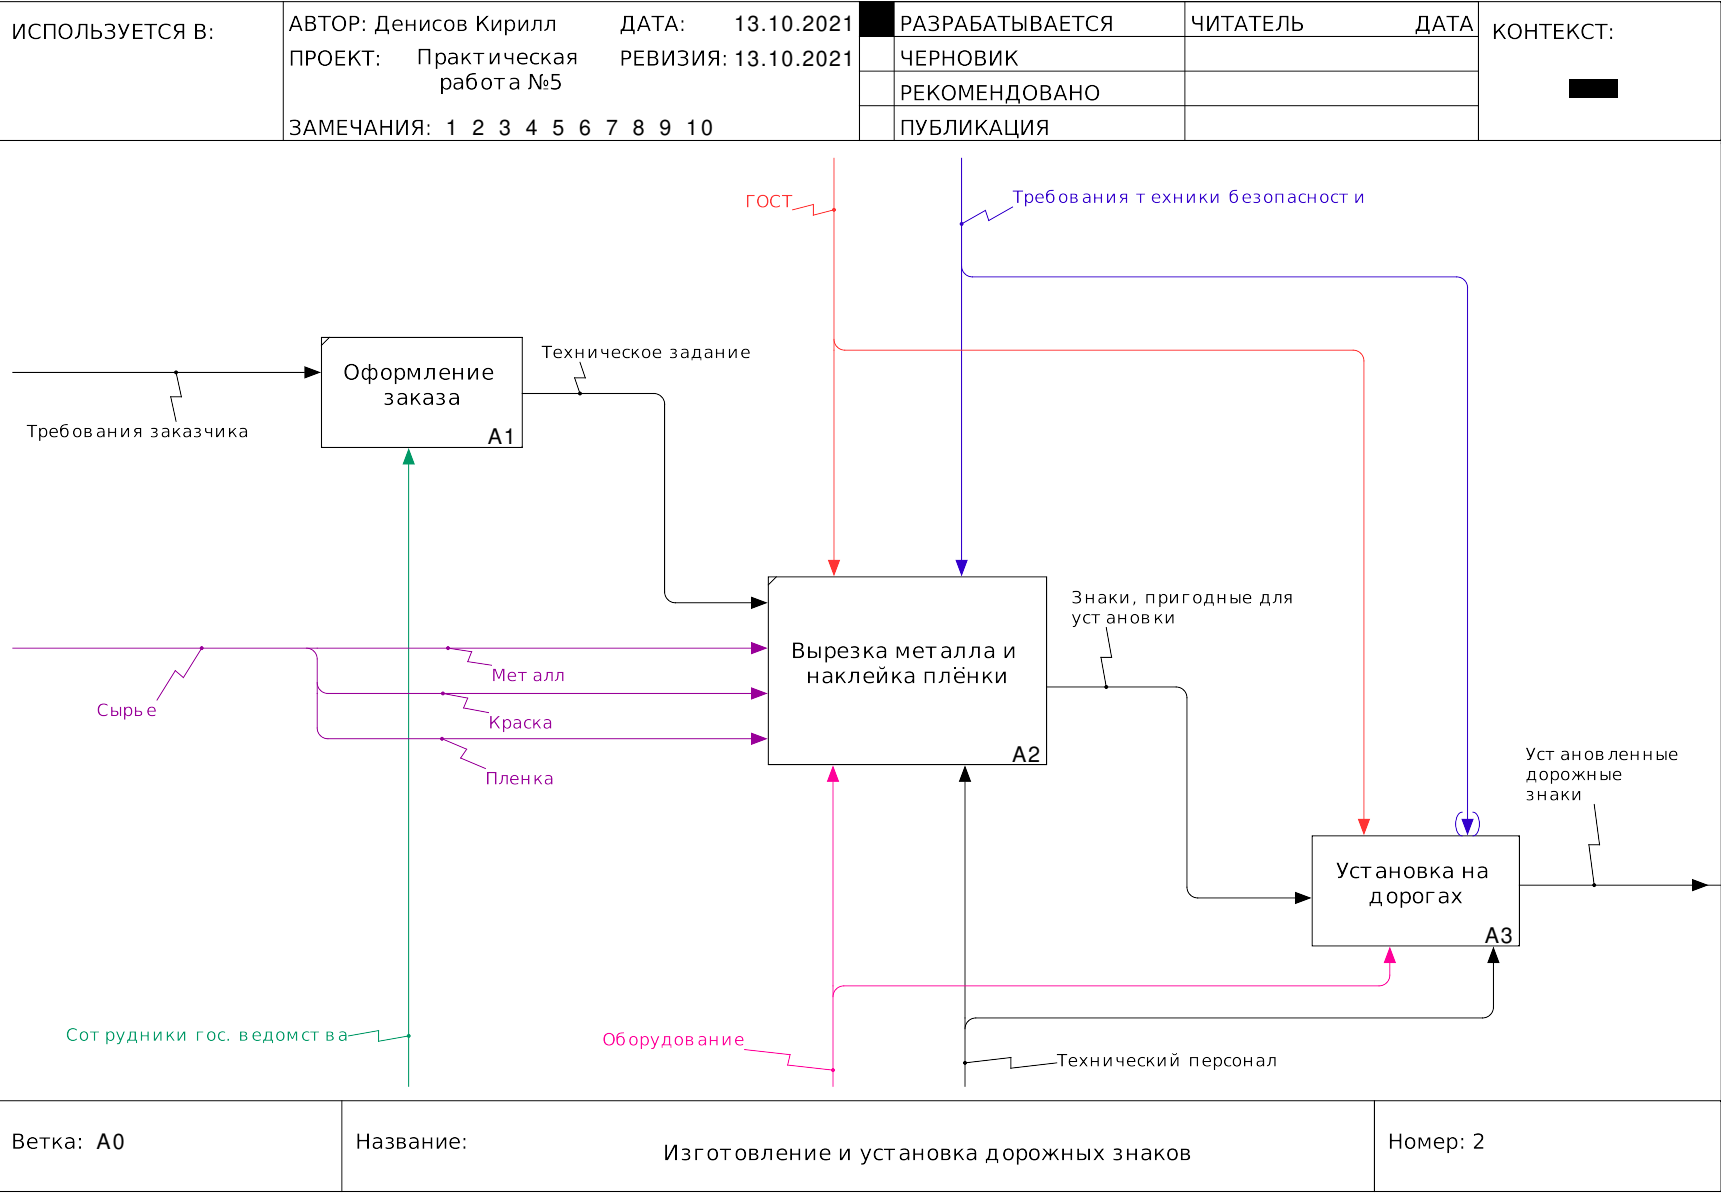 ИСПОЛЬЗУЕТСЯ В:
АВТОР: Денисов Кирилл
ДАТА: 13.10.2021
ПРОЕКТ: Практическая
работа №5
РЕВИЗИЯ: 13.10.2021
ЗАМЕЧАНИЯ: 1 2 3 4 5 6 7 8 9 10
РАЗРАБАТЫВАЕТСЯ
ЧЕРНОВИК
РЕКОМЕНДОВАНО
ПУБЛИКАЦИЯ
ЧИТАТЕЛЬ ДАТА
КОНТЕКСТ:
ГОСТ
Требования техники безопасности
Оформление
заказа
A1
Техническое задание
Требования заказчика
Знаки, пригодные для
установки
Вырезка металла и
наклейка плёнки
A2
Металл
Сырье
Краска
Пленка
Установленные
дорожные
знаки
Установка на
дорогах
A3
Сотрудники гос. ведомства
Оборудование
Технический персонал
Ветка: A0
Название:
Изготовление и установка дорожных знаков
Номер: 2